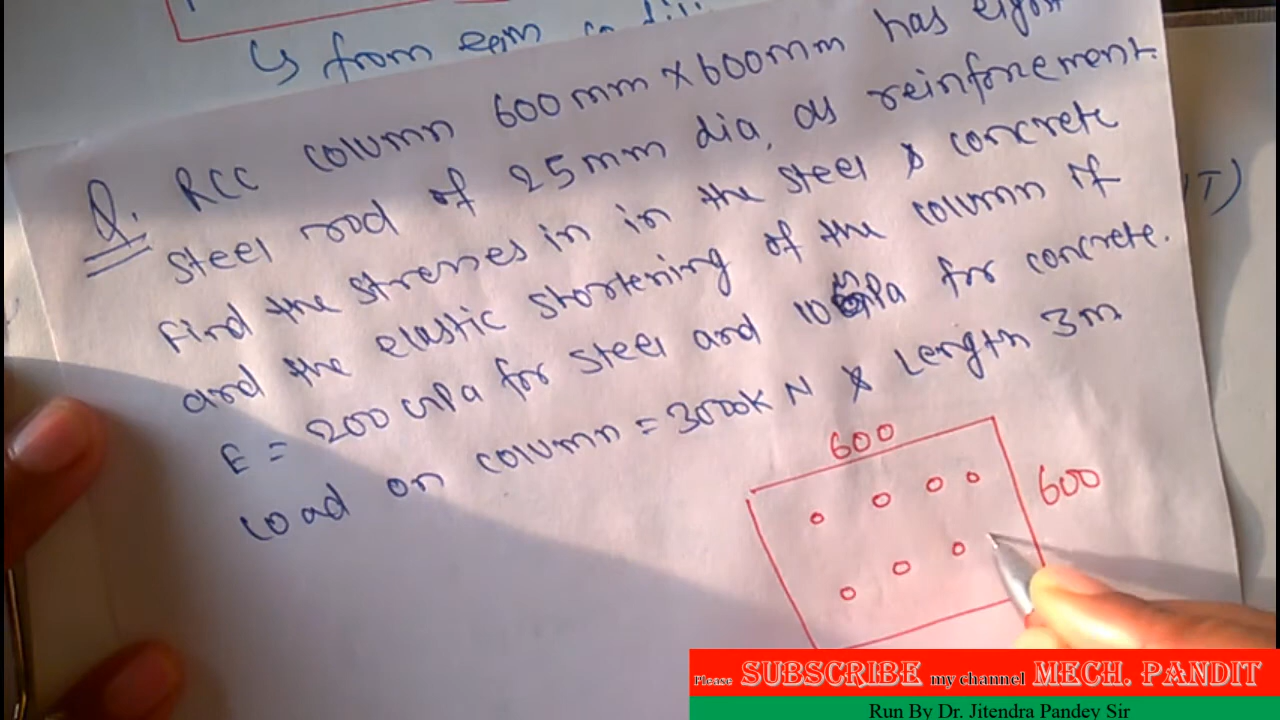 ↳ from eqm
Q. RCC column 600mm x 600mm has eight
steel rod of 25mm dia, as reinforcement.
Find the stresses in in the steel & concrete
and the elastic shortening of the column if
E = 200 GPa for steel and 10 GPa for concrete.
Load on column = 3000KN & Length 3m
600
600
Please SUBSCRIBE my channel MECH. PANDIT
Run By Dr. Jitendra Pandey Sir